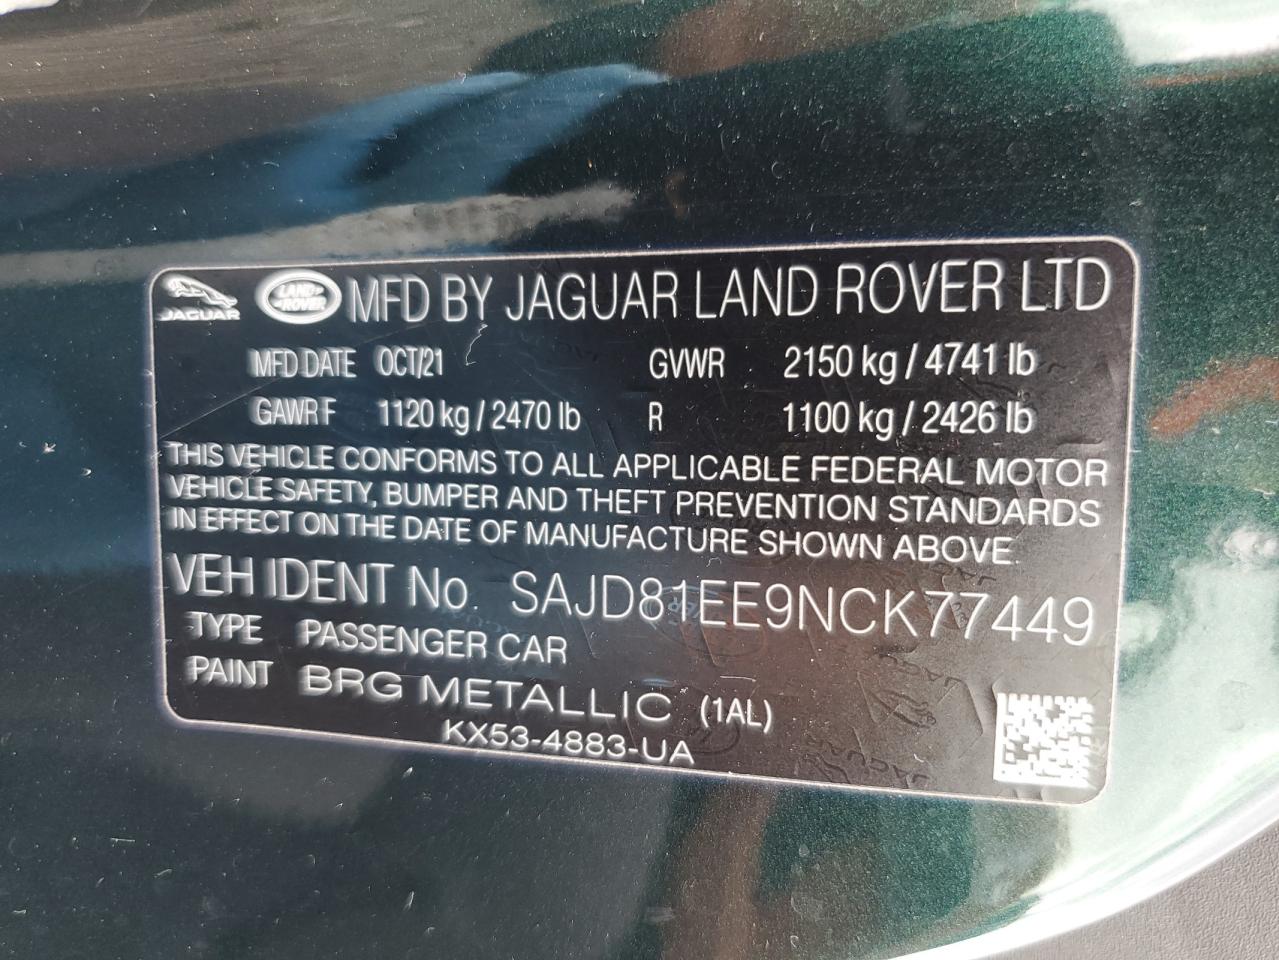 JAGUAR LAND ROVER MFD BY JAGUAR LAND ROVER LTD
MFD DATE OCT/21 GVWR 2150 kg / 4741 lb
GAWR F 1120 kg / 2470 lb R 1100 kg / 2426 lb
THIS VEHICLE CONFORMS TO ALL APPLICABLE FEDERAL MOTOR
VEHICLE SAFETY, BUMPER AND THEFT PREVENTION STANDARDS
IN EFFECT ON THE DATE OF MANUFACTURE SHOWN ABOVE.
VEH IDENT No. SAJD81EE9NCK77449
TYPE PASSENGER CAR
PAINT BRG METALLIC (1AL)
KX53-4883-UA